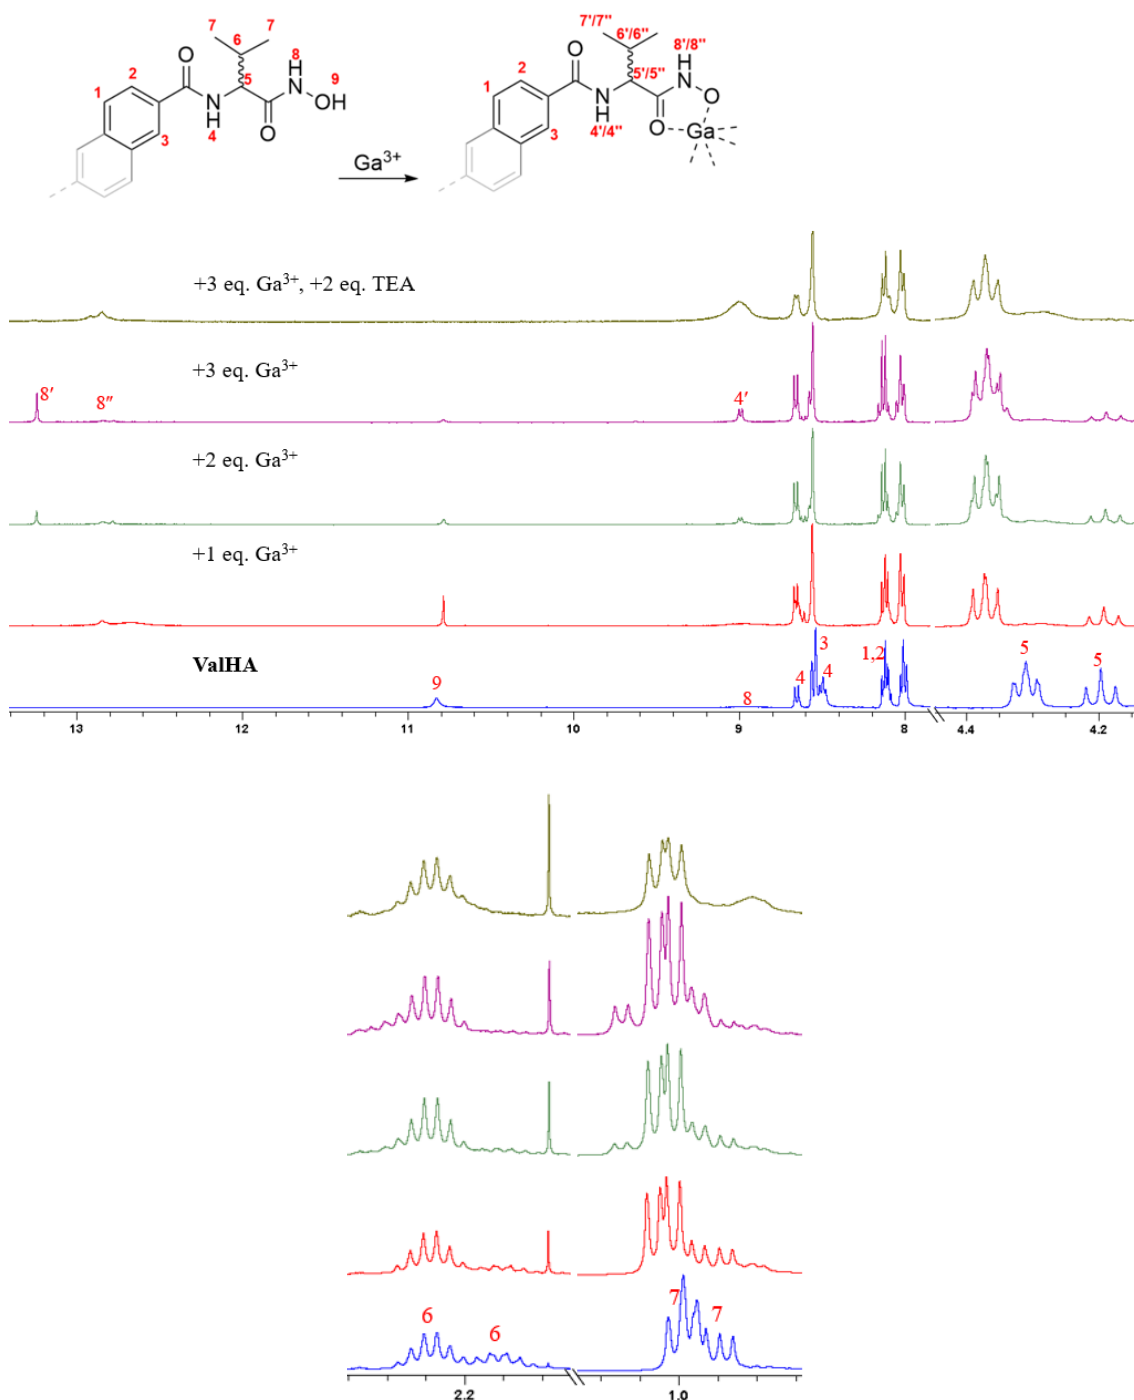 7 7
6
8
H
O
2 5 N 9
1 N OH
H O
3 4
Ga3+
7'/7"
6'/6"
8'/8"
O H
2 5'/5" N
1 N O
H O Ga
3 4'/4"
+3 eq. Ga3+, +2 eq. TEA
+3 eq. Ga3+
8' 8" 4'
+2 eq. Ga3+
+1 eq. Ga3+
ValHA
9 8 4 3 4 1,2 5 5
13 12 11 10 9 8 4.4 4.2
6 6 7 7
2.2 1.0